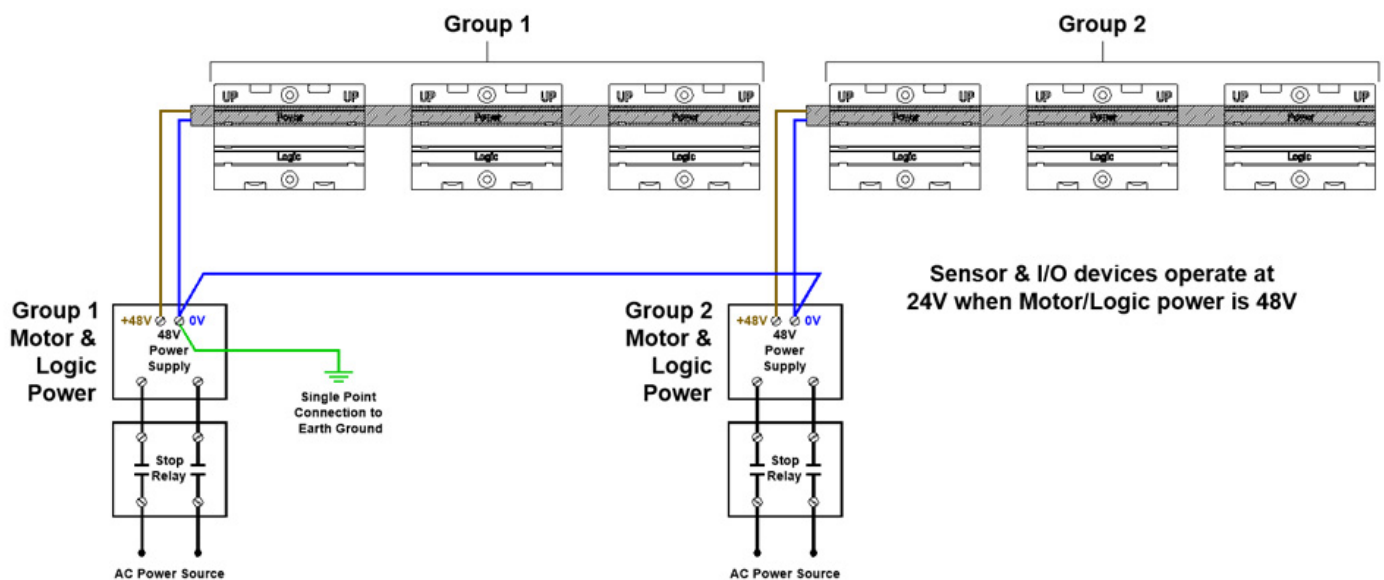 Group 1
Group 2
UP UP UP UP UP UP
UP UP UP UP UP UP
Power Power Power
Power Power Power
Logic Logic Logic
Logic Logic Logic
Sensor & I/O devices operate at
24V when Motor/Logic power is 48V
Group 1
Motor &
Logic
Power
+48V 0V
48V
Power
Supply
Single Point
Connection to
Earth Ground
Stop
Relay
AC Power Source
Group 2
Motor &
Logic
Power
+48V 0V
48V
Power
Supply
Stop
Relay
AC Power Source